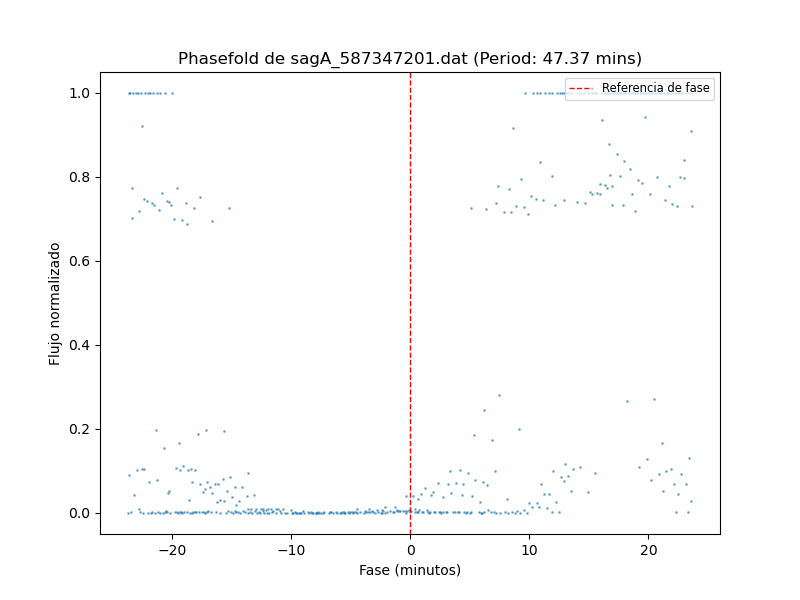 Phasefold de sagA_587347201.dat (Period: 47.37 mins)
Referencia de fase
Flujo normalizado
1.0
0.8
0.6
0.4
0.2
0.0
−20
−10
0
10
20
Fase (minutos)